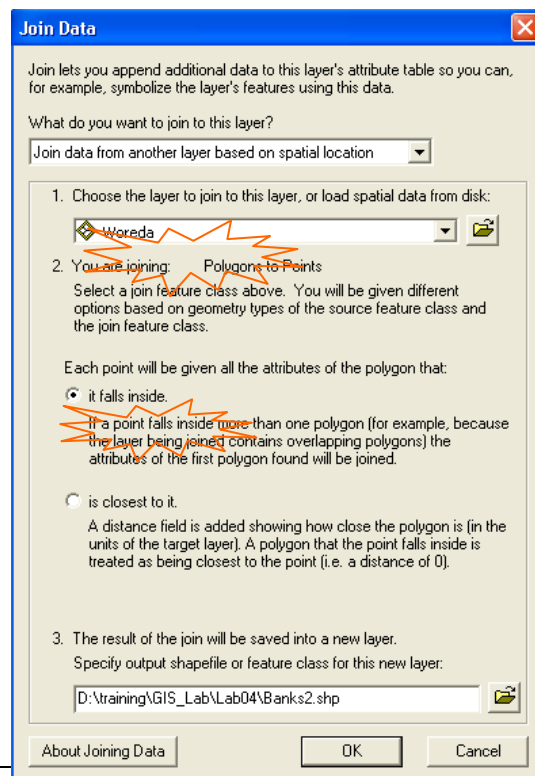 Join Data
Join lets you append additional data to this layer's attribute table so you can,
for example, symbolize the layer's features using this data.
What do you want to join to this layer?
Join data from another layer based on spatial location
1. Choose the layer to join to this layer, or load spatial data from disk:
Woreda
2. You are joining: Polygons to Points
Select a join feature class above. You will be given different
options based on geometry types of the source feature class and
the join feature class.
Each point will be given all the attributes of the polygon that:
it falls inside.
If a point falls inside more than one polygon (for example, because
the layer being joined contains overlapping polygons) the
attributes of the first polygon found will be joined.
is closest to it.
A distance field is added showing how close the polygon is (in the
units of the target layer). A polygon that the point falls inside is
treated as being closest to the point (i.e. a distance of 0).
3. The result of the join will be saved into a new layer.
Specify output shapefile or feature class for this new layer:
D:\training\GIS_Lab\Lab04\Banks2.shp
About Joining Data OK Cancel